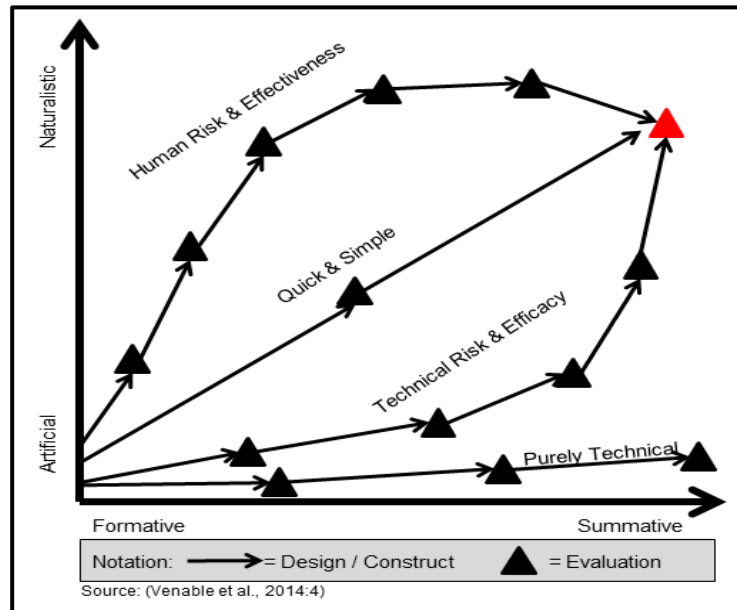 Naturalistic
Human Risk & Effectiveness
Quick & Simple
Technical Risk & Efficacy
Artificial
Purely Technical
Formative Summative
Notation: = Design / Construct = Evaluation
Source: (Venable et al., 2014:4)